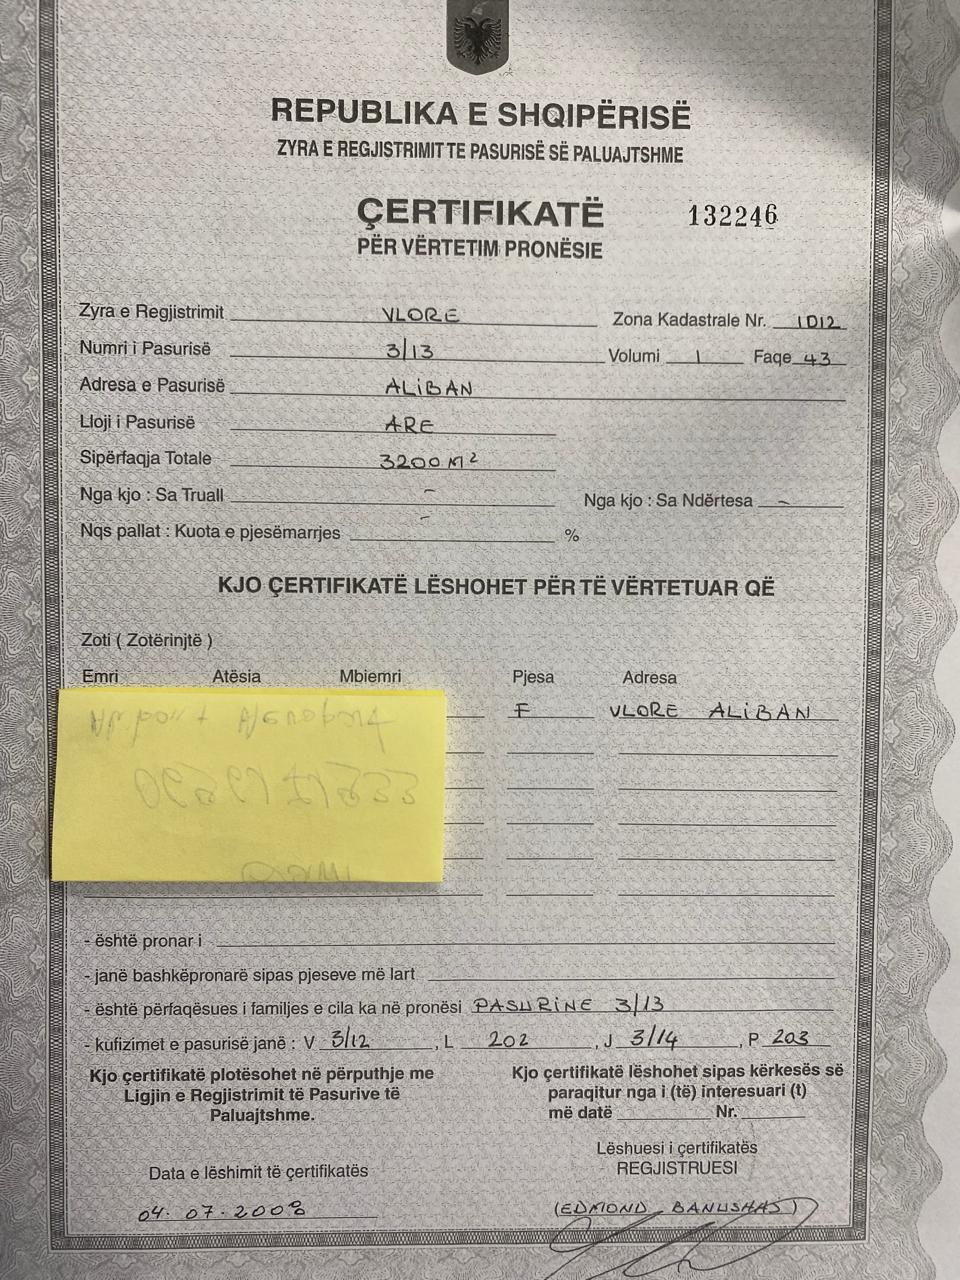 REPUBLIKA E SHQIPËRISË
ZYRA E REGJISTRIMIT TE PASURISË SË PALUAJTSHME
ÇERTIFIKATË 132246
PËR VËRTETIM PRONËSIE
Zyra e Regjistrimit VLORE Zona Kadastrale Nr. 1012
Numri i Pasurisë 3/13 Volumi 1 Faqe 43
Adresa e Pasurisë ALIBAN
Lloji i Pasurisë ARE
Sipërfaqja Totale 3200 M²
Nga kjo : Sa Truall - Nga kjo : Sa Ndërtesa -
Nqs pallat : Kuota e pjesëmarrjes - %
KJO ÇERTIFIKATË LËSHOHET PËR TË VËRTETUAR QË
Zoti ( Zotërinjtë )
Emri Atësia Mbiemri Pjesa Adresa
F VLORE ALIBAN
- është pronar i
- janë bashkëpronarë sipas pjeseve më lart
- është përfaqësues i familjes e cila ka në pronësi PASURINE 3/13
- kufizimet e pasurisë janë : V 3/12 , L 202 , J 3/14 , P 203
Kjo çertifikatë plotësohet në përputhje me
Ligjin e Regjistrimit të Pasurive të
Paluajtshme.
Kjo çertifikatë lëshohet sipas kërkesës së
paraqitur nga i (të) interesuari (t)
më datë Nr.
Lëshuesi i çertifikatës
REGJISTRUESI
Data e lëshimit të çertifikatës
04.07.2008
(EDMOND BANUSHAJ)